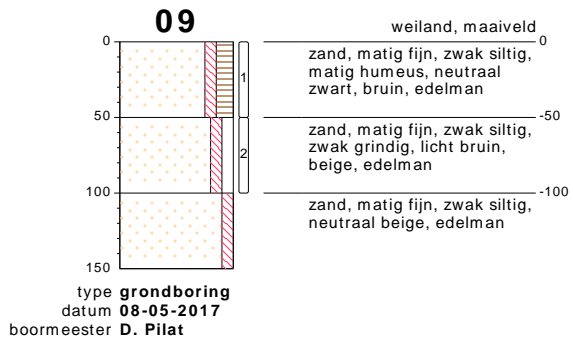 09
weiland, maaiveld
0
0
zand, matig fijn, zwak siltig,
matig humeus, neutraal
zwart, bruin, edelman
1
50
-50
zand, matig fijn, zwak siltig,
zwak grindig, licht bruin,
beige, edelman
2
100
-100
zand, matig fijn, zwak siltig,
neutraal beige, edelman
150
type grondboring
datum 08-05-2017
boormeester D. Pilat